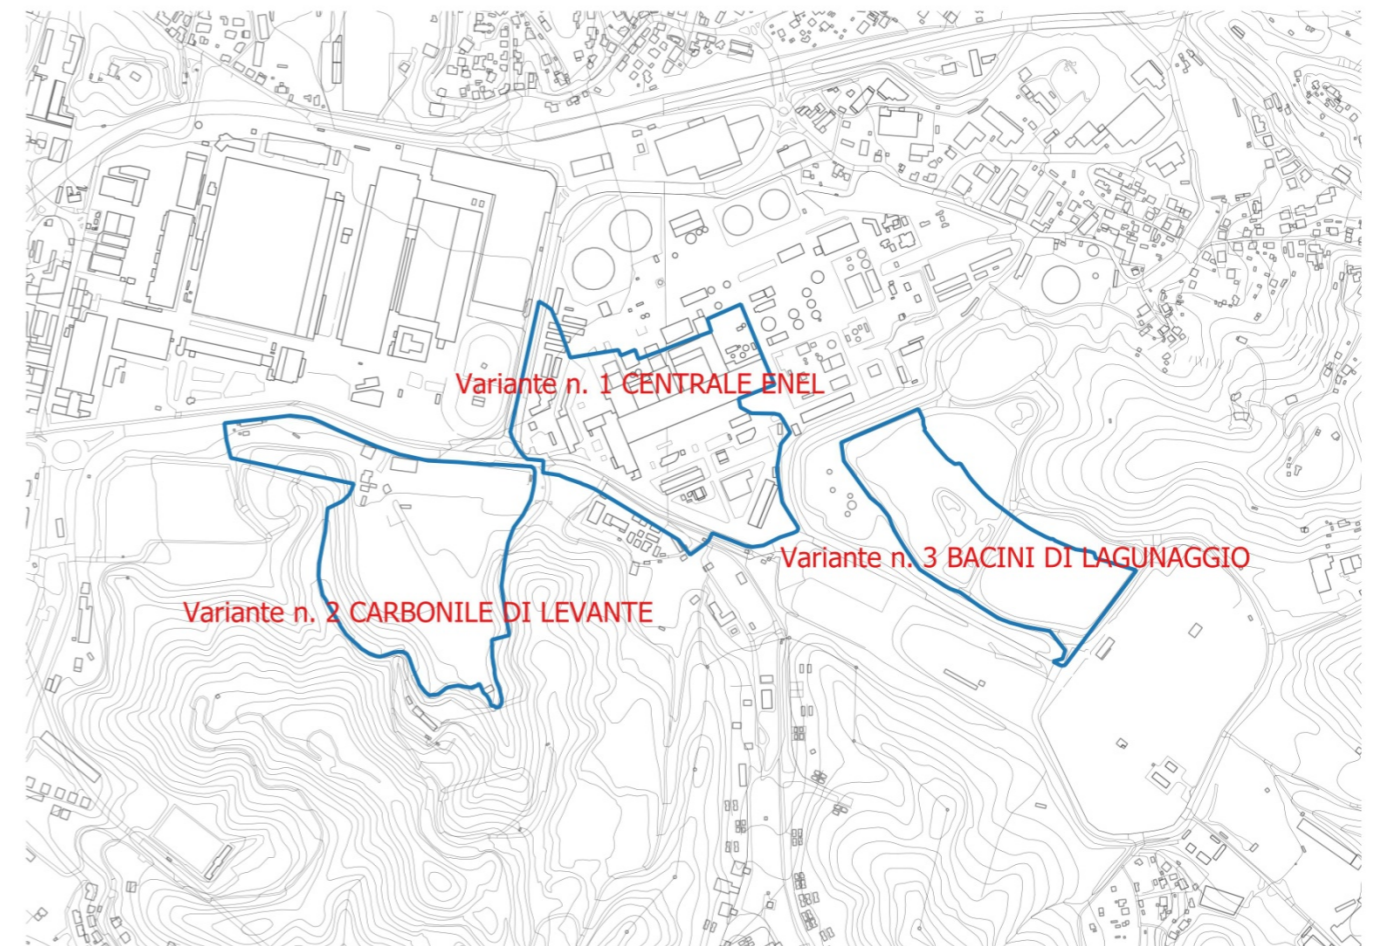 Variante n. 1 CENTRALE ENEL
Variante n. 3 BACINI DI LAGUNAGGIO
Variante n. 2 CARBONILE DI LEVANTE